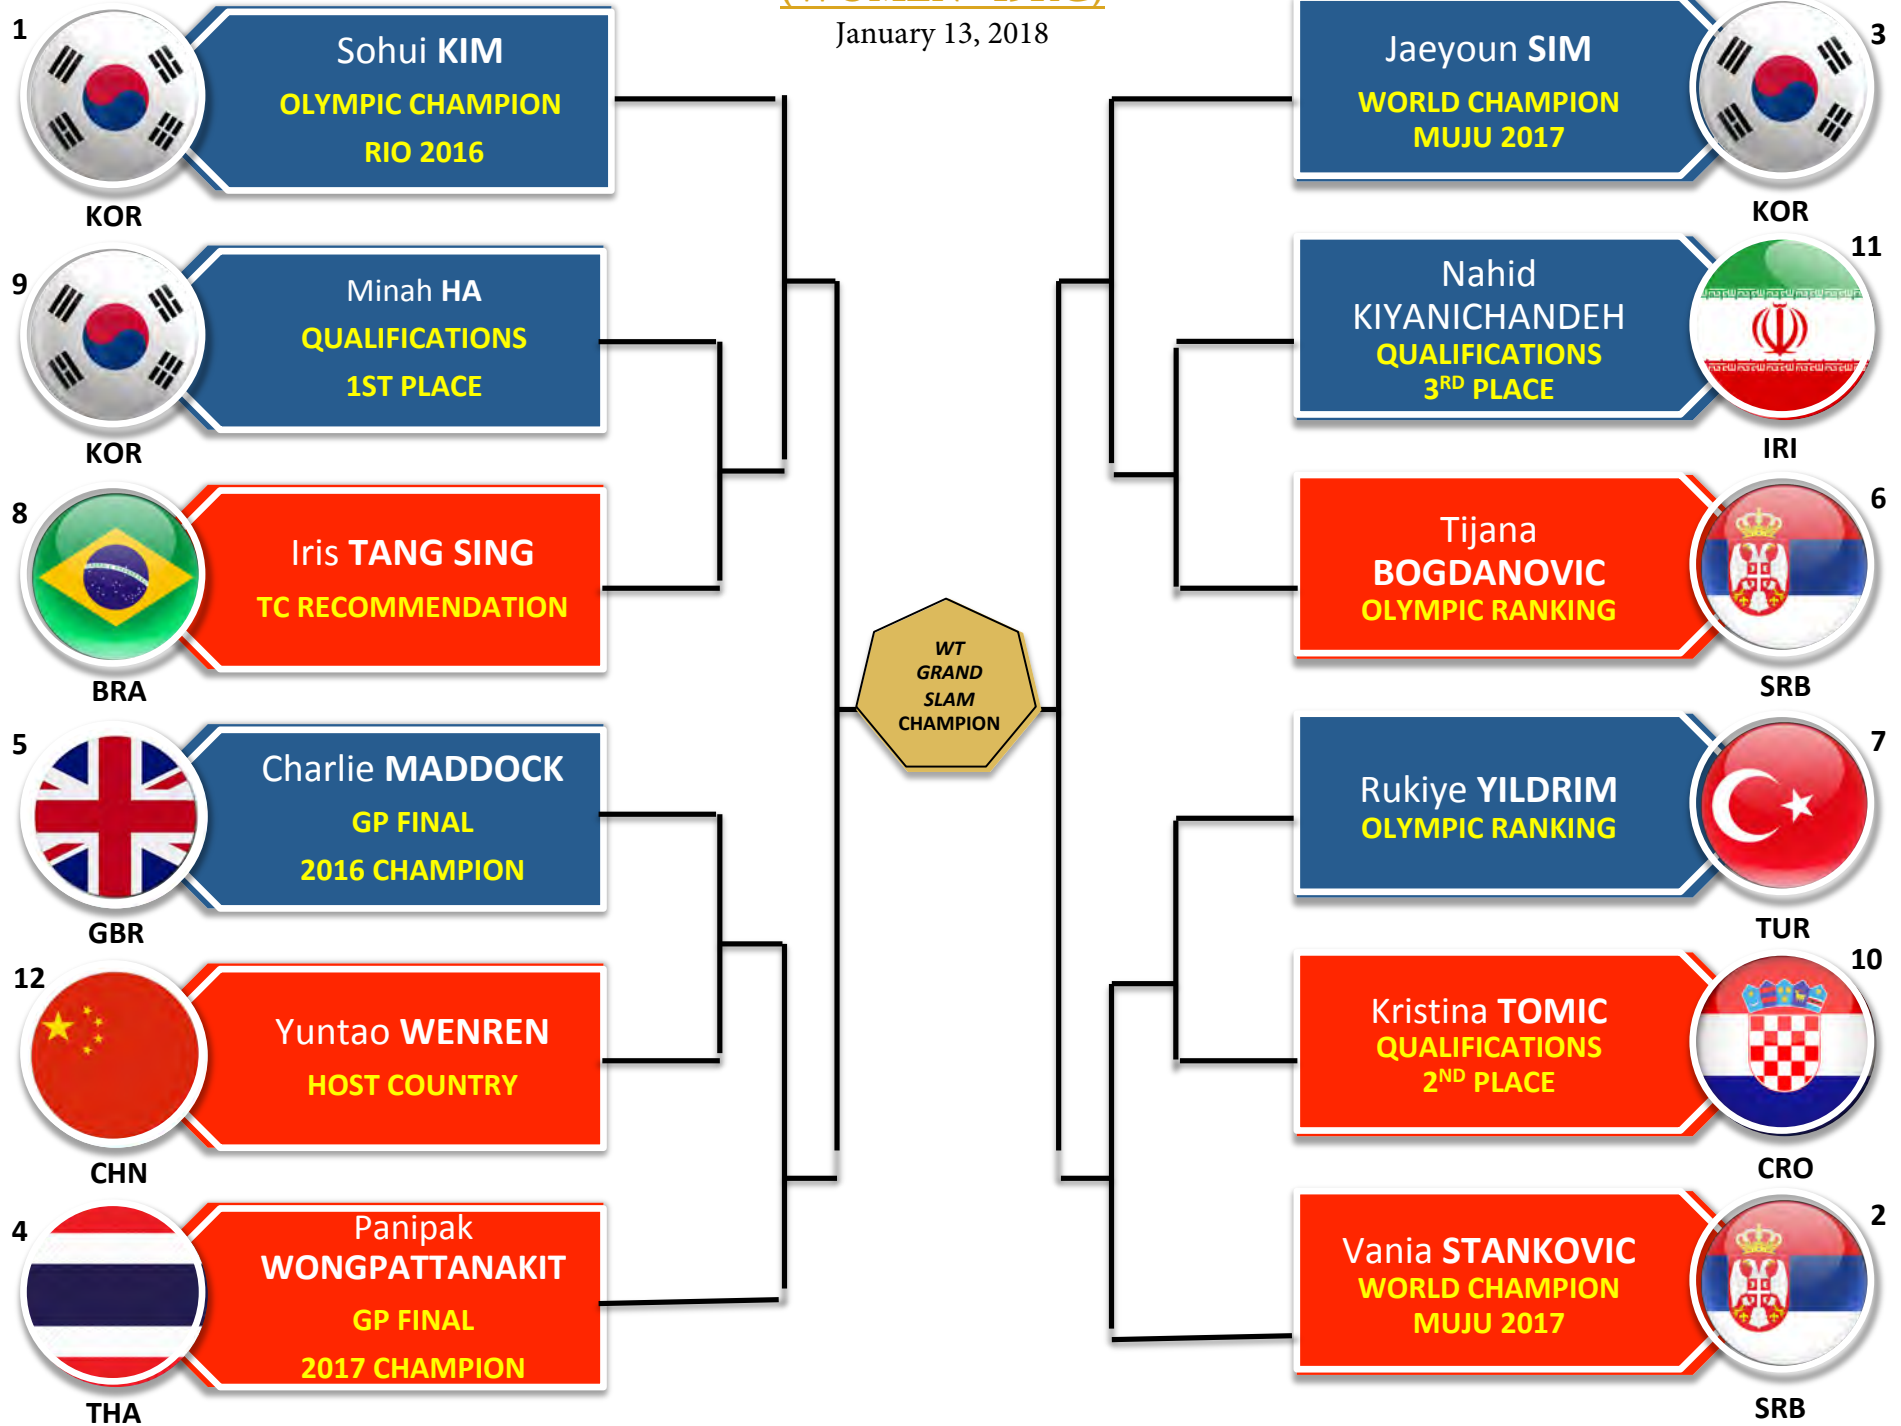 January 13, 2018
1
Sohui KIM
OLYMPIC CHAMPION
RIO 2016
KOR
9
Minah HA
QUALIFICATIONS
1ST PLACE
KOR
8
Iris TANG SING
TC RECOMMENDATION
BRA
5
Charlie MADDOCK
GP FINAL
2016 CHAMPION
GBR
12
Yuntao WENREN
HOST COUNTRY
CHN
4
Panipak
WONGPATTANAKIT
GP FINAL
2017 CHAMPION
THA
WT
GRAND
SLAM
CHAMPION
3
Jaeyoun SIM
WORLD CHAMPION
MUJU 2017
KOR
11
Nahid
KIYANICHANDEH
QUALIFICATIONS
3RD PLACE
IRI
6
Tijana
BOGDANOVIC
OLYMPIC RANKING
SRB
7
Rukiye YILDRIM
OLYMPIC RANKING
TUR
10
Kristina TOMIC
QUALIFICATIONS
2ND PLACE
CRO
2
Vania STANKOVIC
WORLD CHAMPION
MUJU 2017
SRB